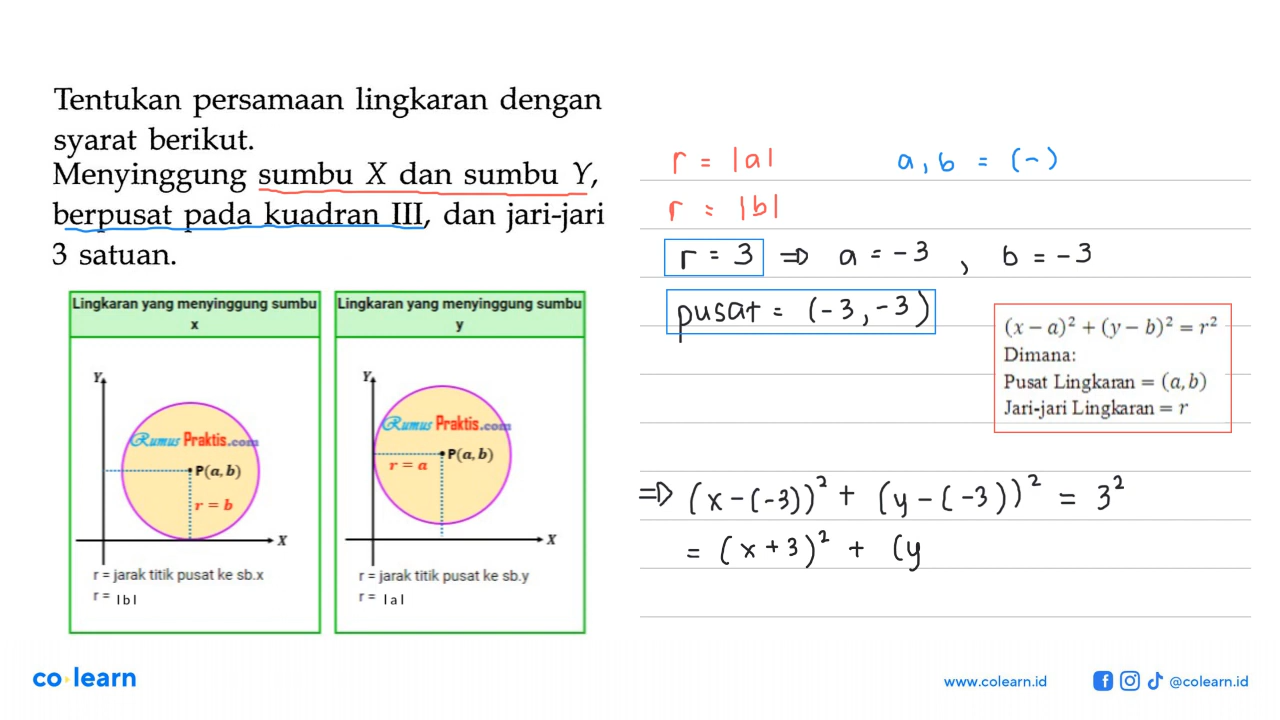 Tentukan persamaan lingkaran dengan
syarat berikut.
Menyinggung sumbu X dan sumbu Y,
berpusat pada kuadran III, dan jari-jari
3 satuan.
Lingkaran yang menyinggung sumbu
x
Y
Rumus Praktis.com
P(a, b)
r = b
X
r = jarak titik pusat ke sb.x
r = |b|
Lingkaran yang menyinggung sumbu
y
Y
Rumus Praktis.com
P(a, b)
r = a
X
r = jarak titik pusat ke sb.y
r = |a|
r = |a|
a, b = (-)
r = |b|
r = 3 ⇒ a = -3 , b = -3
pusat = (-3, -3)
(x − a)² + (y − b)² = r²
Dimana:
Pusat Lingkaran = (a, b)
Jari-jari Lingkaran = r
⇒ (x-(-3))² + (y-(-3))² = 3²
= (x+3)² + (y
co learn
www.colearn.id
@colearn.id